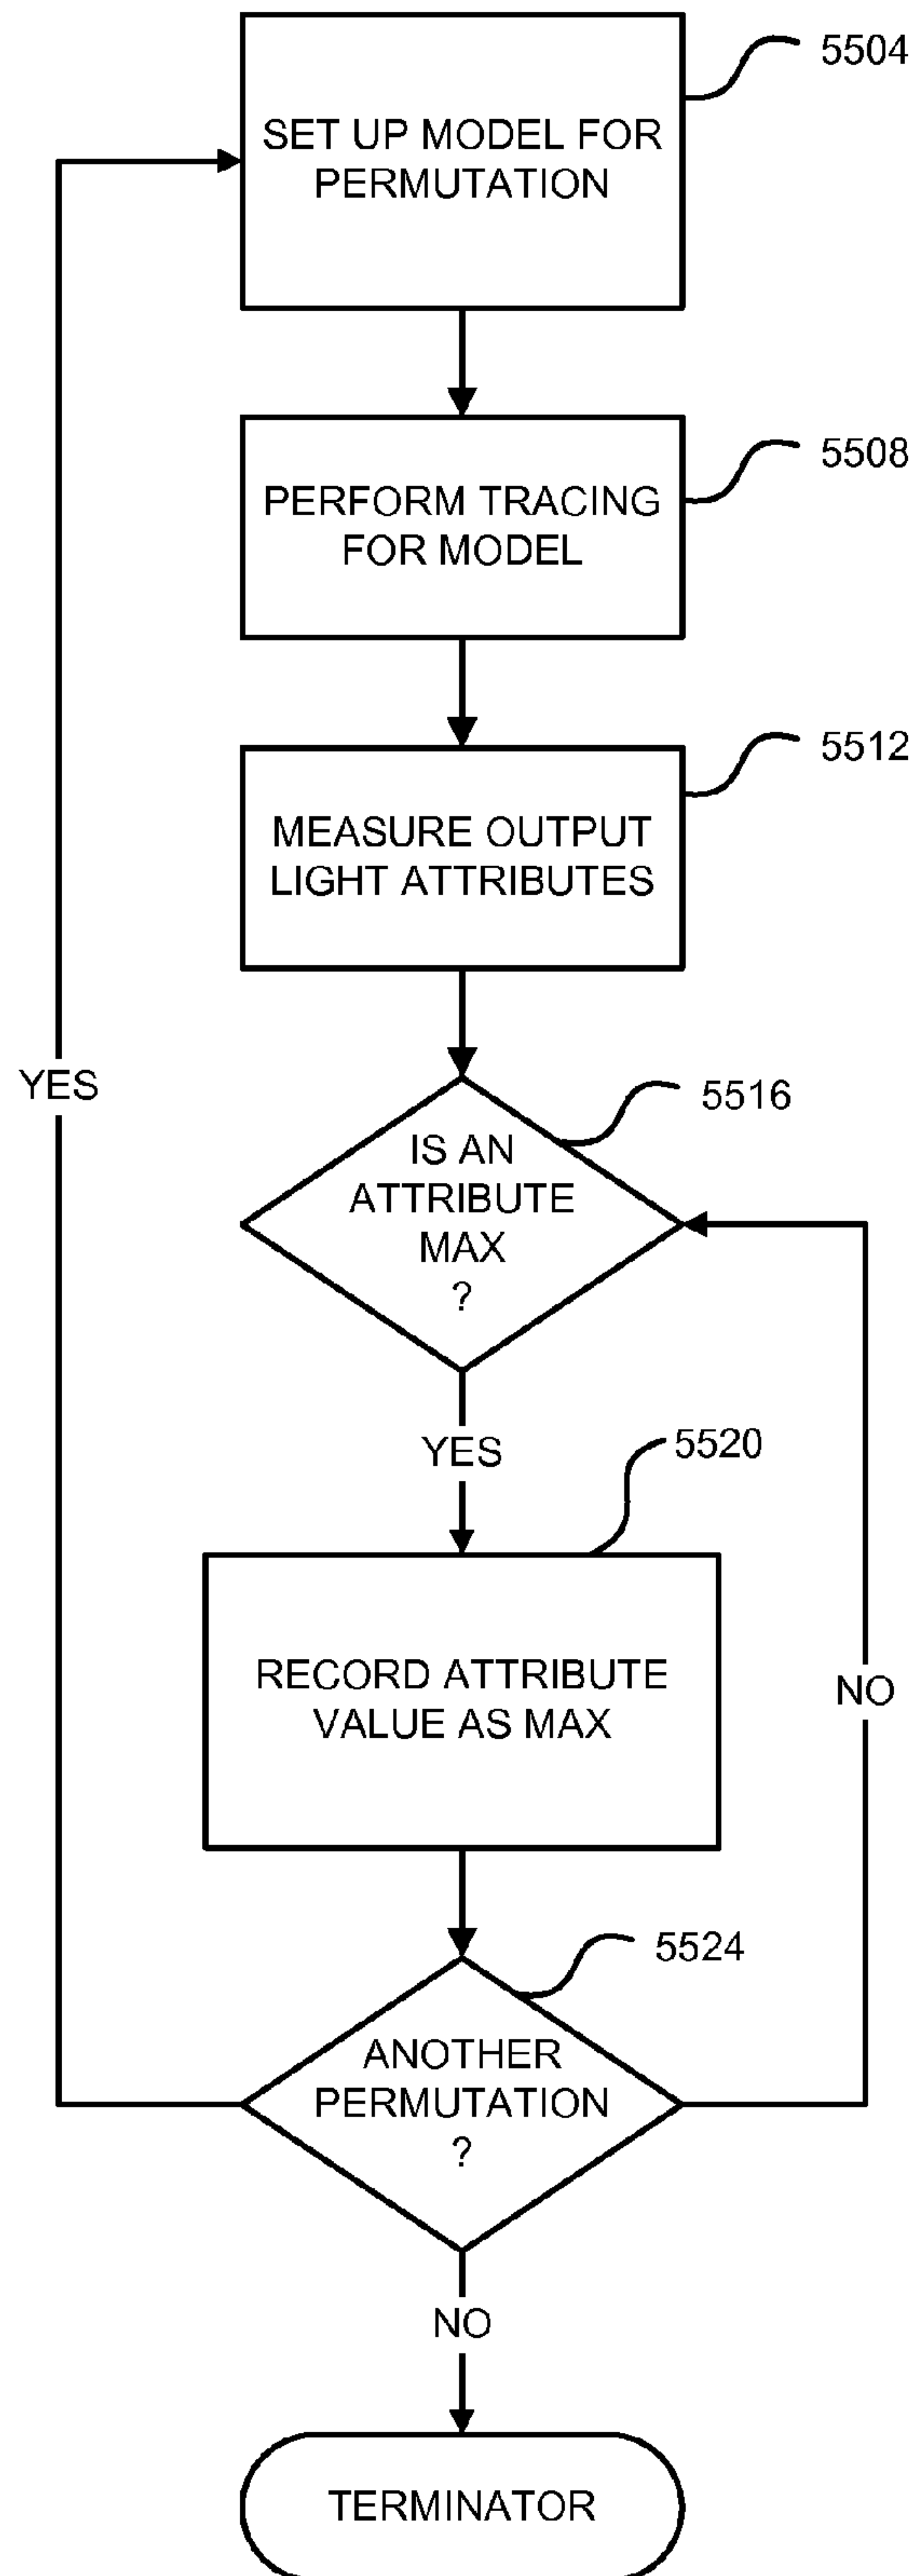 5504
SET UP MODEL FOR
PERMUTATION
5508
PERFORM TRACING
FOR MODEL
5512
MEASURE OUTPUT
LIGHT ATTRIBUTES
YES
5516
IS AN
ATTRIBUTE
MAX
?
YES
5520
RECORD ATTRIBUTE
VALUE AS MAX
NO
5524
ANOTHER
PERMUTATION
?
NO
TERMINATOR